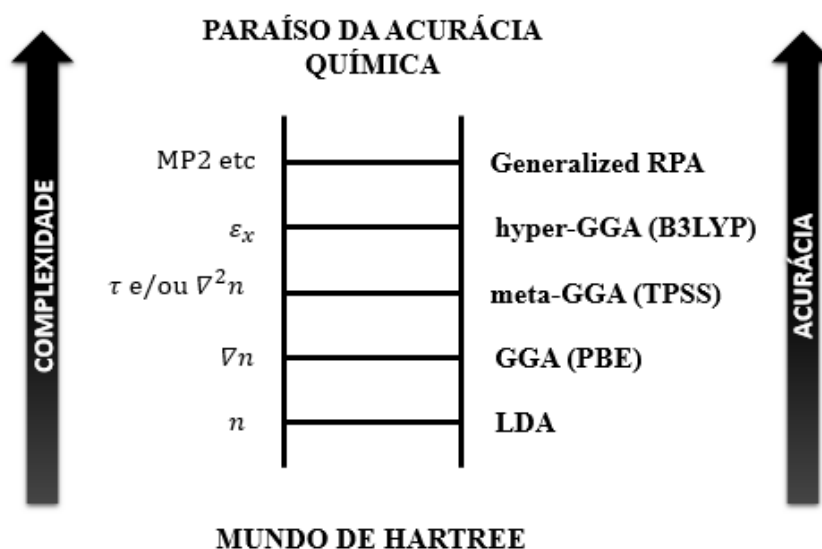 PARAÍSO DA ACURÁCIA
QUÍMICA
COMPLEXIDADE
ACURÁCIA
MP2 etc
Generalized RPA
εₓ
hyper-GGA (B3LYP)
τ e/ou ∇²n
meta-GGA (TPSS)
∇n
GGA (PBE)
n
LDA
MUNDO DE HARTREE